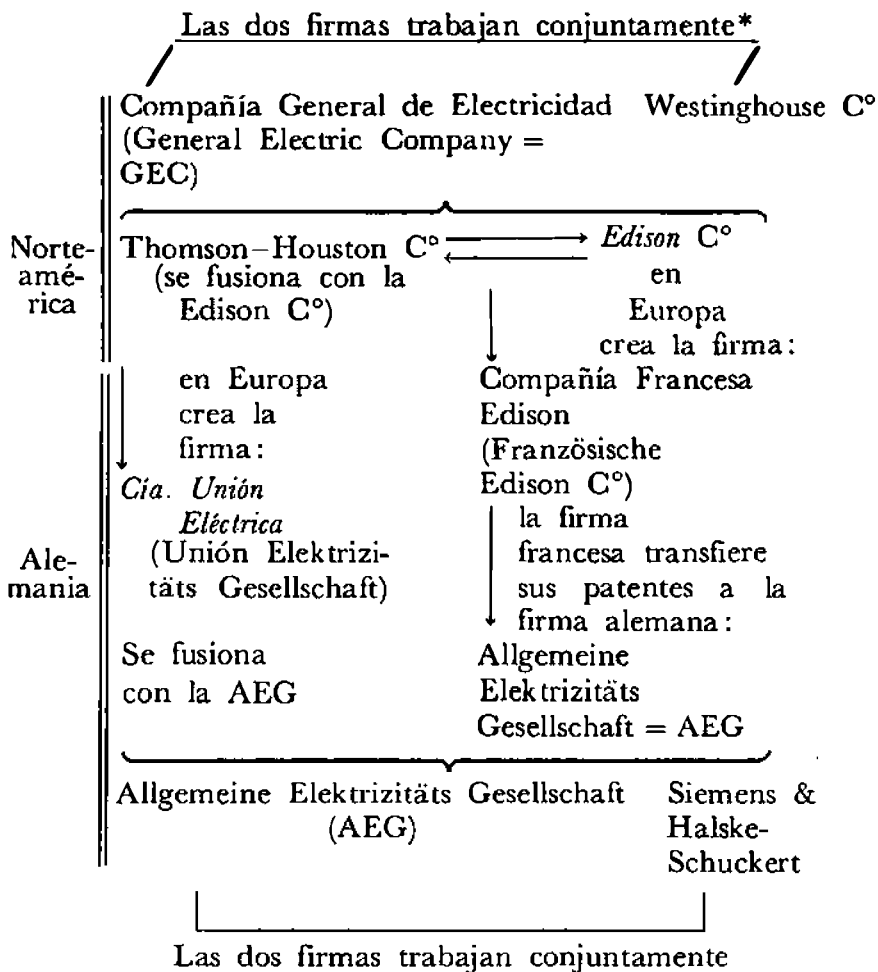 Las dos firmas trabajan conjuntamente*
Compañía General de Electricidad Westinghouse C°
(General Electric Company =
GEC)
Norte-
amé-
rica
Thomson–Houston C°
(se fusiona con la
Edison C°)
Edison C°
en
Europa
crea la firma:
en Europa
crea la
firma:
Cía. Unión
Eléctrica
(Unión Elektrizi-
täts Gesellschaft)
Compañía Francesa
Edison
(Französische
Edison C°)
la firma
francesa transfiere
sus patentes a la
firma alemana:
Ale-
mania
Se fusiona
con la AEG
Allgemeine
Elektrizitäts
Gesellschaft = AEG
Allgemeine Elektrizitäts Gesellschaft
(AEG)
Siemens &
Halske-
Schuckert
Las dos firmas trabajan conjuntamente